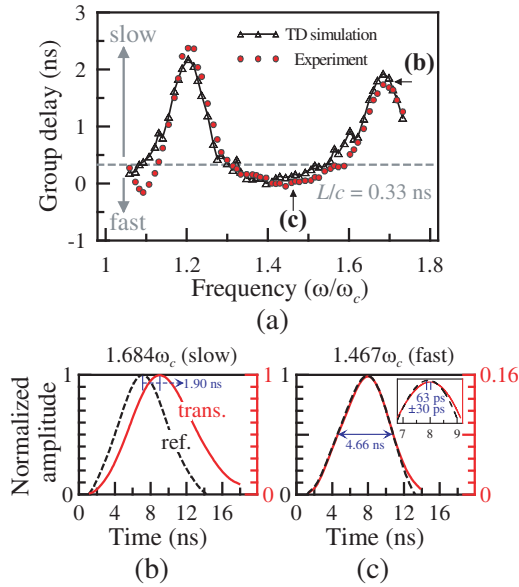 slow
fast
Group delay (ns)
3
2
1
0
-1
TD simulation
Experiment
(b)
(c)
L/c = 0.33 ns
1
1.2
1.4
1.6
1.8
Frequency (ω/ω_c)
(a)
1.684ω_c (slow)
1.467ω_c (fast)
Normalized
amplitude
1
0
1.90 ns
trans.
ref.
1
0
0
4
8
12
16
Time (ns)
(b)
1
0
4.66 ns
63 ps
±30 ps
7
8
9
0.16
0
0
4
8
12
16
Time (ns)
(c)